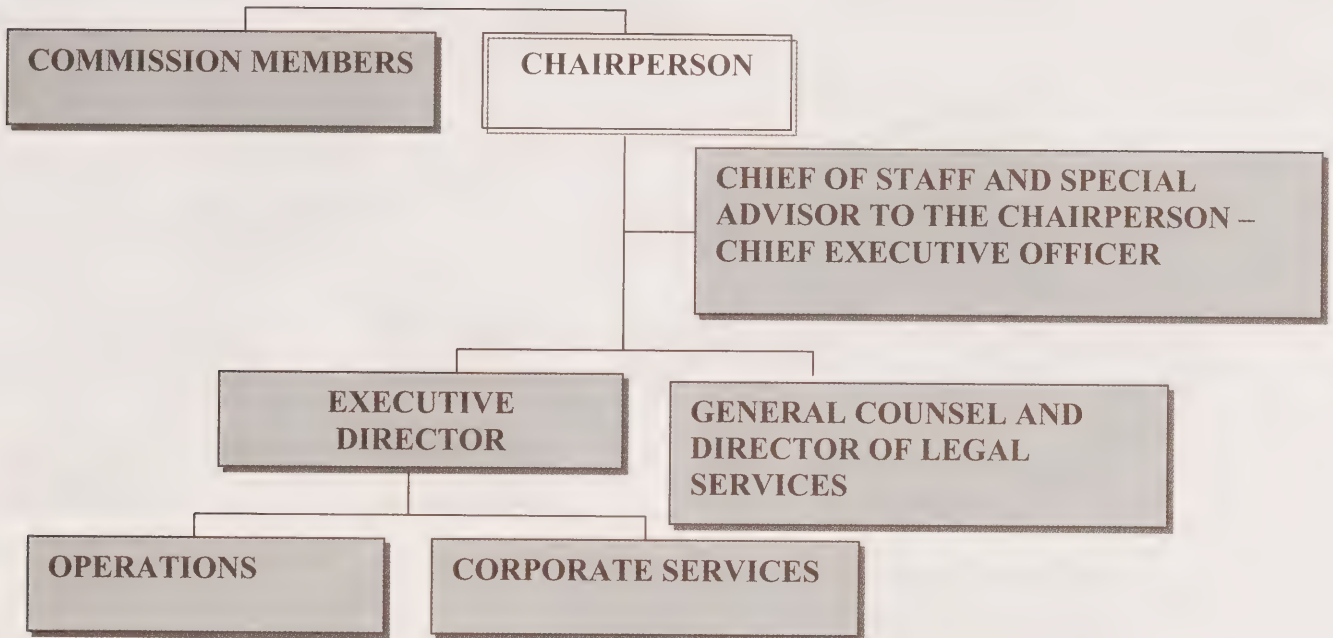 COMMISSION MEMBERS
CHAIRPERSON
CHIEF OF STAFF AND SPECIAL
ADVISOR TO THE CHAIRPERSON –
CHIEF EXECUTIVE OFFICER
EXECUTIVE
DIRECTOR
GENERAL COUNSEL AND
DIRECTOR OF LEGAL
SERVICES
OPERATIONS
CORPORATE SERVICES